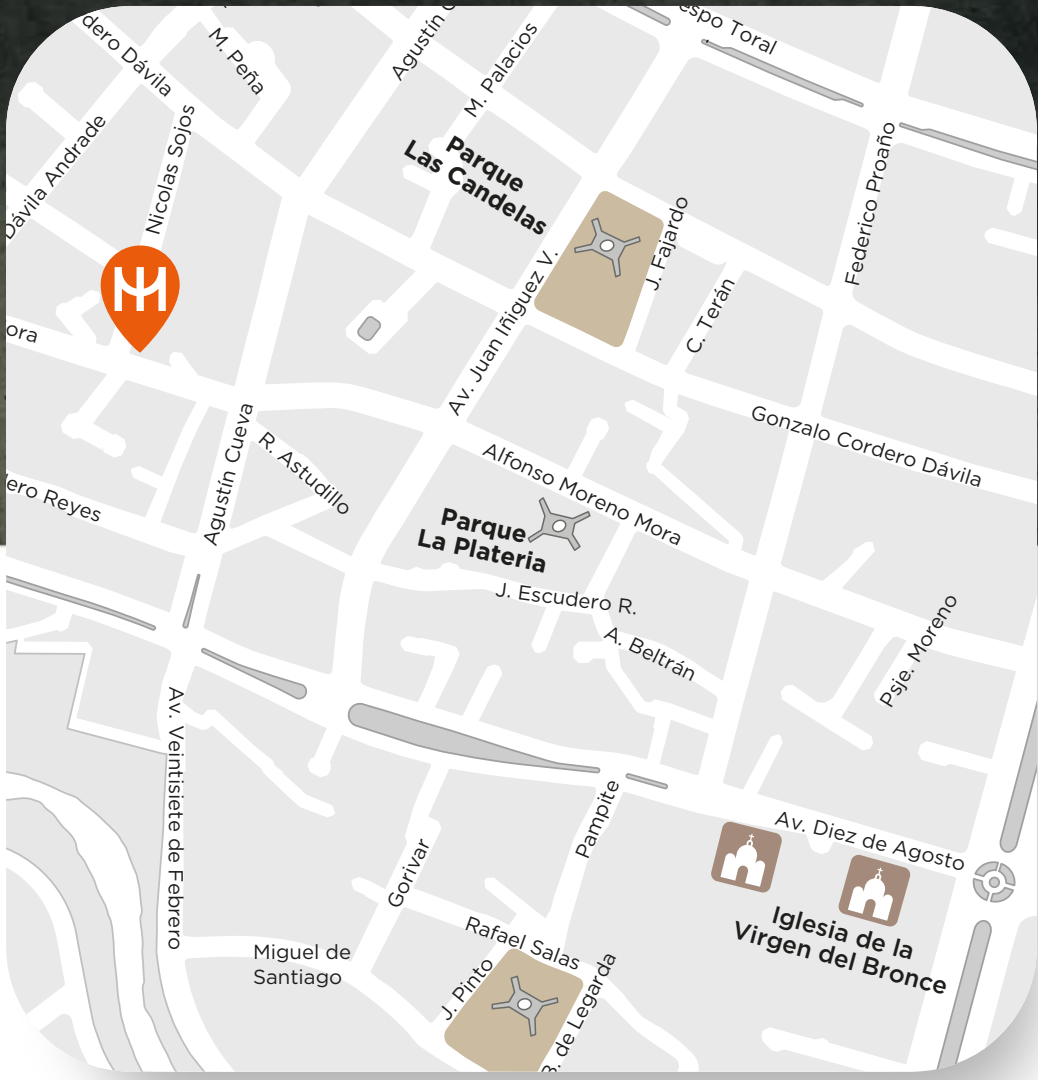 espo Toral
Agustín C
dero Dávila
M. Peña
M. Palacios
Nicolas Sojos
Dávila Andrade
Parque
Las Candelas
Federico Proaño
J. Fajardo
C. Terán
Av. Juan Iñiguez V.
ora
Gonzalo Cordero Dávila
Agustín Cueva
R. Astudillo
Alfonso Moreno Mora
ero Reyes
Parque
La Plateria
J. Escudero R.
A. Beltrán
Psje. Moreno
Av. Veintisiete de Febrero
Pampite
Av. Diez de Agosto
Gorivar
Iglesia de la
Virgen del Bronce
Rafael Salas
Miguel de
Santiago
J. Pinto
B. de Legarda